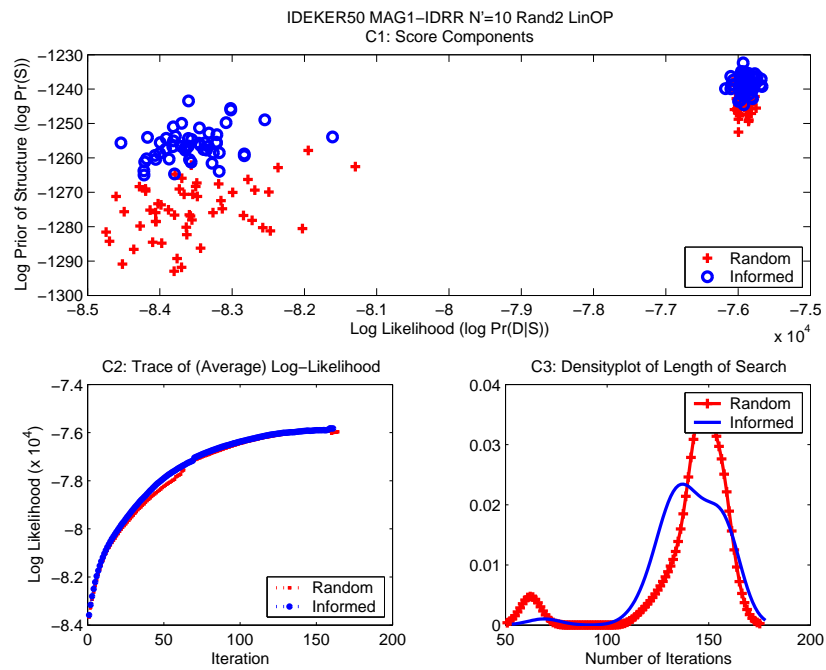 IDEKER50 MAG1−IDRR N'=10 Rand2 LinOP
C1: Score Components
Log Prior of Structure (log Pr(S))
−1230
−1240
−1250
−1260
−1270
−1280
−1290
−1300
−8.5
−8.4
−8.3
−8.2
−8.1
−8
−7.9
−7.8
−7.7
−7.6
−7.5
x 10⁴
Log Likelihood (log Pr(D|S))
Random
Informed
C2: Trace of (Average) Log−Likelihood
Log Likelihood (x 10⁴)
−7.4
−7.6
−7.8
−8
−8.2
−8.4
0
50
100
150
200
Iteration
Random
Informed
C3: Densityplot of Length of Search
0.04
0.03
0.02
0.01
0
50
100
150
200
Number of Iterations
Random
Informed